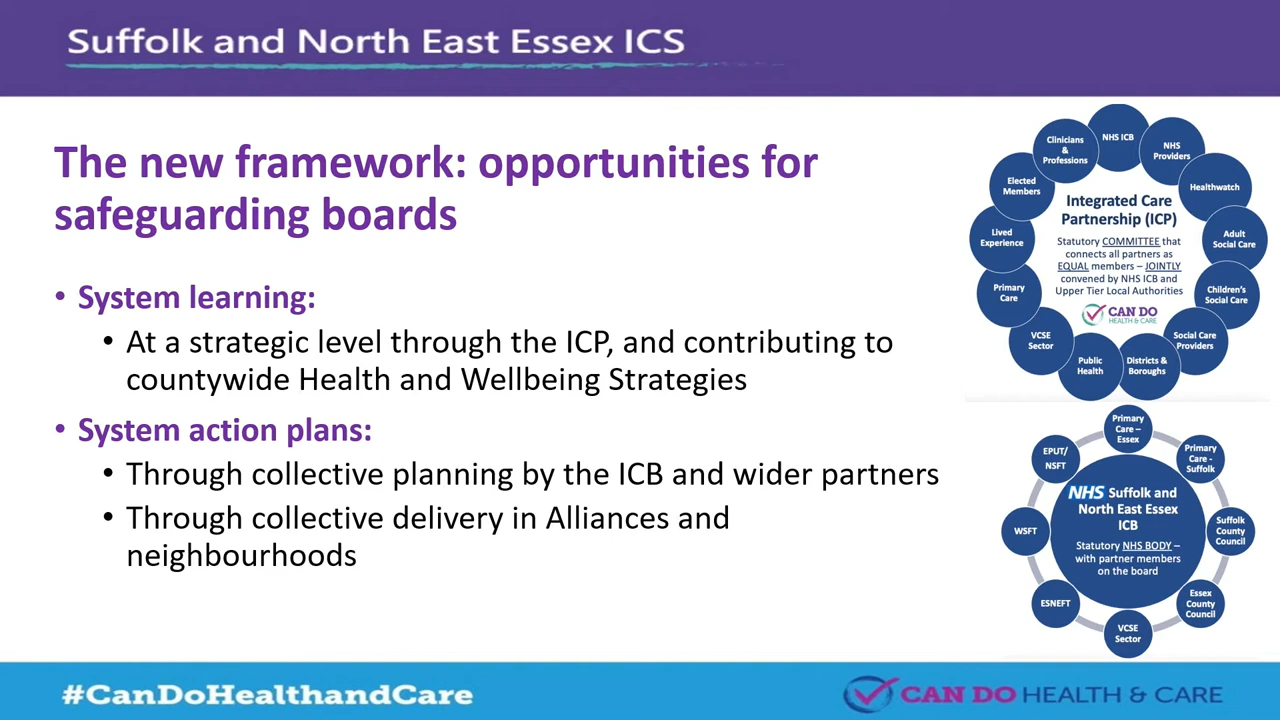 Suffolk and North East Essex ICS
The new framework: opportunities for
safeguarding boards
• System learning:
• At a strategic level through the ICP, and contributing to
countywide Health and Wellbeing Strategies
• System action plans:
• Through collective planning by the ICB and wider partners
• Through collective delivery in Alliances and
neighbourhoods
NHS ICB
NHS
Providers
Healthwatch
Adult
Social Care
Children's
Social Care
Social Care
Providers
Districts &
Boroughs
Public
Health
VCSE
Sector
Primary
Care
Lived
Experience
Elected
Members
Clinicians
&
Professions
Integrated Care
Partnership (ICP)
Statutory COMMITTEE that
connects all partners as
EQUAL members – JOINTLY
convened by NHS ICB and
Upper Tier Local Authorities
CAN DO
HEALTH & CARE
Primary
Care –
Essex
Primary
Care -
Suffolk
Suffolk
County
Council
Essex
County
Council
VCSE
Sector
ESNEFT
WSFT
EPUT/
NSFT
NHS Suffolk and
North East Essex
ICB
Statutory NHS BODY –
with partner members
on the board
#CanDoHealthandCare
CAN DO HEALTH & CARE